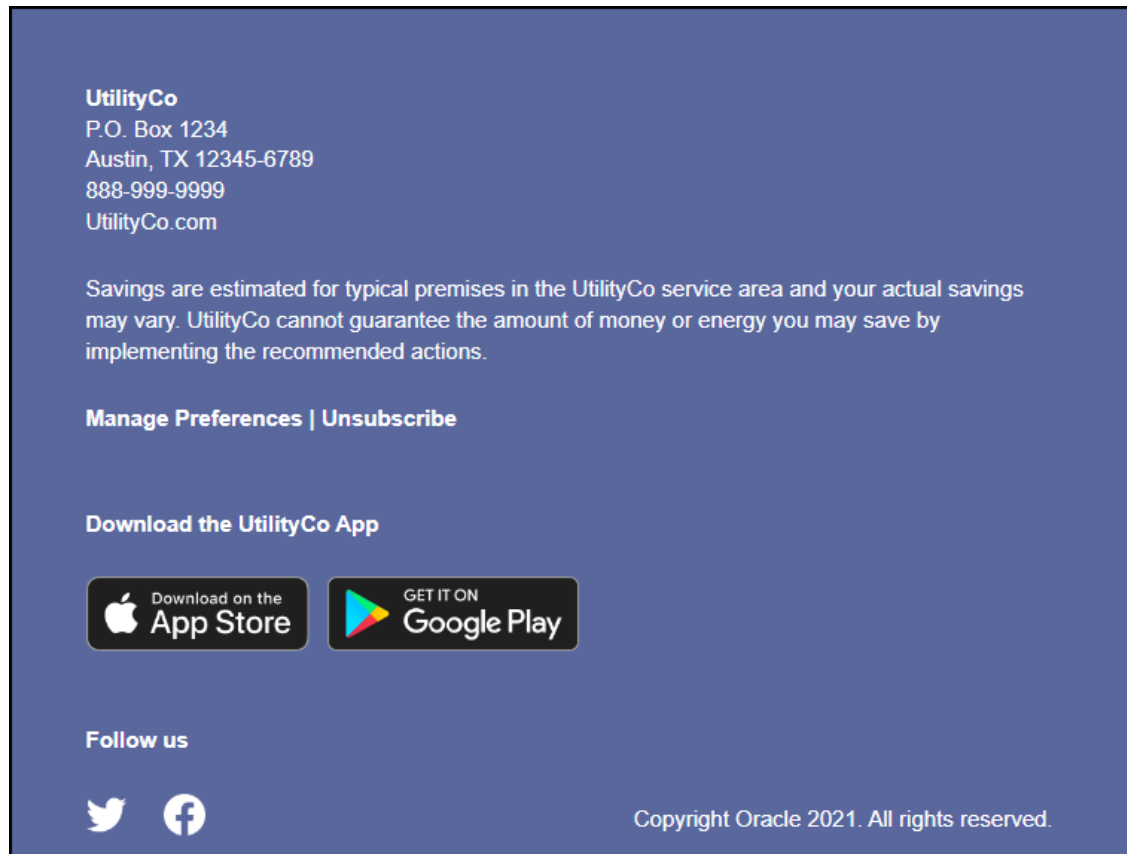 UtilityCo
P.O. Box 1234
Austin, TX 12345-6789
888-999-9999
UtilityCo.com
Savings are estimated for typical premises in the UtilityCo service area and your actual savings
may vary. UtilityCo cannot guarantee the amount of money or energy you may save by
implementing the recommended actions.
Manage Preferences | Unsubscribe
Download the UtilityCo App
Download on the
App Store
GET IT ON
Google Play
Follow us
Copyright Oracle 2021. All rights reserved.